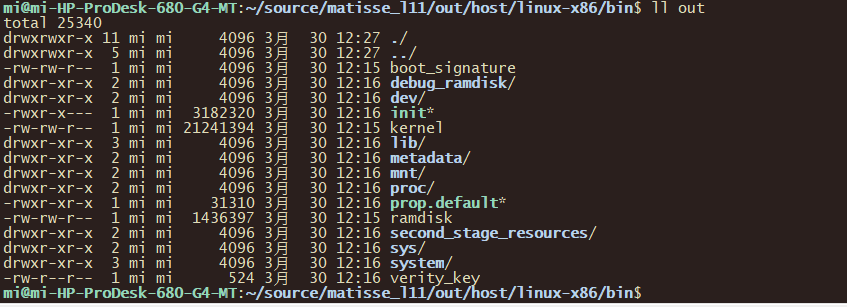 mi@mi-HP-ProDesk-680-G4-MT:~/source/matisse_l11/out/host/linux-x86/bin$ ll out
total 25340
drwxrwxr-x 11 mi mi     4096 3月  30 12:27 ./
drwxrwxr-x  5 mi mi     4096 3月  30 12:27 ../
-rw-rw-r--  1 mi mi     4096 3月  30 12:15 boot_signature
drwxr-xr-x  2 mi mi     4096 3月  30 12:16 debug_ramdisk/
drwxr-xr-x  2 mi mi     4096 3月  30 12:16 dev/
-rwxr-x---  1 mi mi  3182320 3月  30 12:16 init*
-rw-rw-r--  1 mi mi 21241394 3月  30 12:15 kernel
drwxr-xr-x  3 mi mi     4096 3月  30 12:16 lib/
drwxr-xr-x  2 mi mi     4096 3月  30 12:16 metadata/
drwxr-xr-x  2 mi mi     4096 3月  30 12:16 mnt/
drwxr-xr-x  2 mi mi     4096 3月  30 12:16 proc/
-rwxr-xr-x  1 mi mi    31310 3月  30 12:16 prop.default*
-rw-rw-r--  1 mi mi  1436397 3月  30 12:15 ramdisk
drwxr-xr-x  2 mi mi     4096 3月  30 12:16 second_stage_resources/
drwxr-xr-x  2 mi mi     4096 3月  30 12:16 sys/
drwxr-xr-x  3 mi mi     4096 3月  30 12:16 system/
-rw-r--r--  1 mi mi      524 3月  30 12:16 verity_key
mi@mi-HP-ProDesk-680-G4-MT:~/source/matisse_l11/out/host/linux-x86/bin$